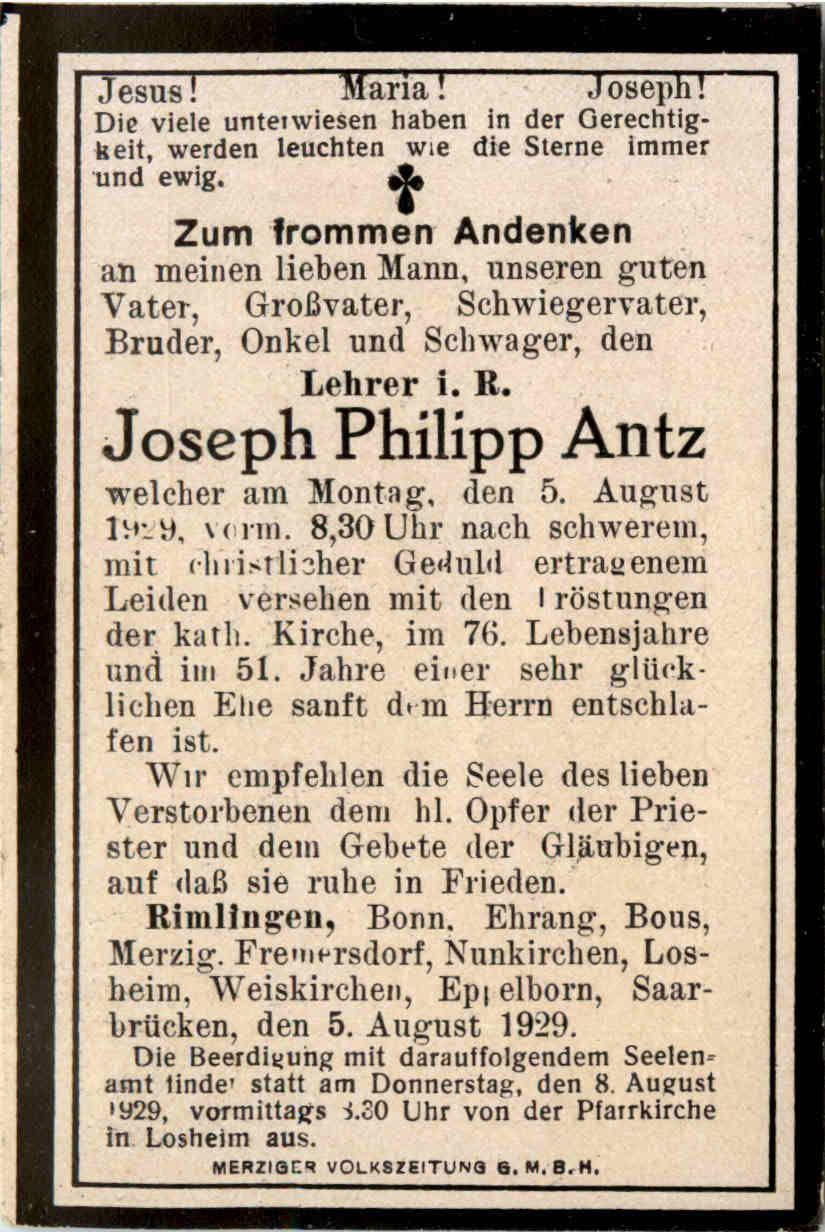 Jesus! Maria! Joseph!
Die viele unterwiesen haben in der Gerechtig-
keit, werden leuchten wie die Sterne immer
und ewig.
Zum frommen Andenken
an meinen lieben Mann, unseren guten
Vater, Großvater, Schwiegervater,
Bruder, Onkel und Schwager, den
Lehrer i. R.
Joseph Philipp Antz
welcher am Montag, den 5. August
1929, vorm. 8,30 Uhr nach schwerem,
mit christlicher Geduld ertragenem
Leiden versehen mit den Tröstungen
der kath. Kirche, im 76. Lebensjahre
und im 51. Jahre einer sehr glück-
lichen Ehe sanft dem Herrn entschla-
fen ist.
Wir empfehlen die Seele des lieben
Verstorbenen dem hl. Opfer der Prie-
ster und dem Gebete der Gläubigen,
auf daß sie ruhe in Frieden.
Rimlingen, Bonn, Ehrang, Bous,
Merzig. Fremersdorf, Nunkirchen, Los-
heim, Weiskirchen, Eppelborn, Saar-
brücken, den 5. August 1929.
Die Beerdigung mit darauffolgendem Seelen-
amt findet statt am Donnerstag, den 8. August
1929, vormittags Uhr von der Pfarrkirche
in Losheim aus.
MERZIGER VOLKSZEITUNG G. M. B. H.